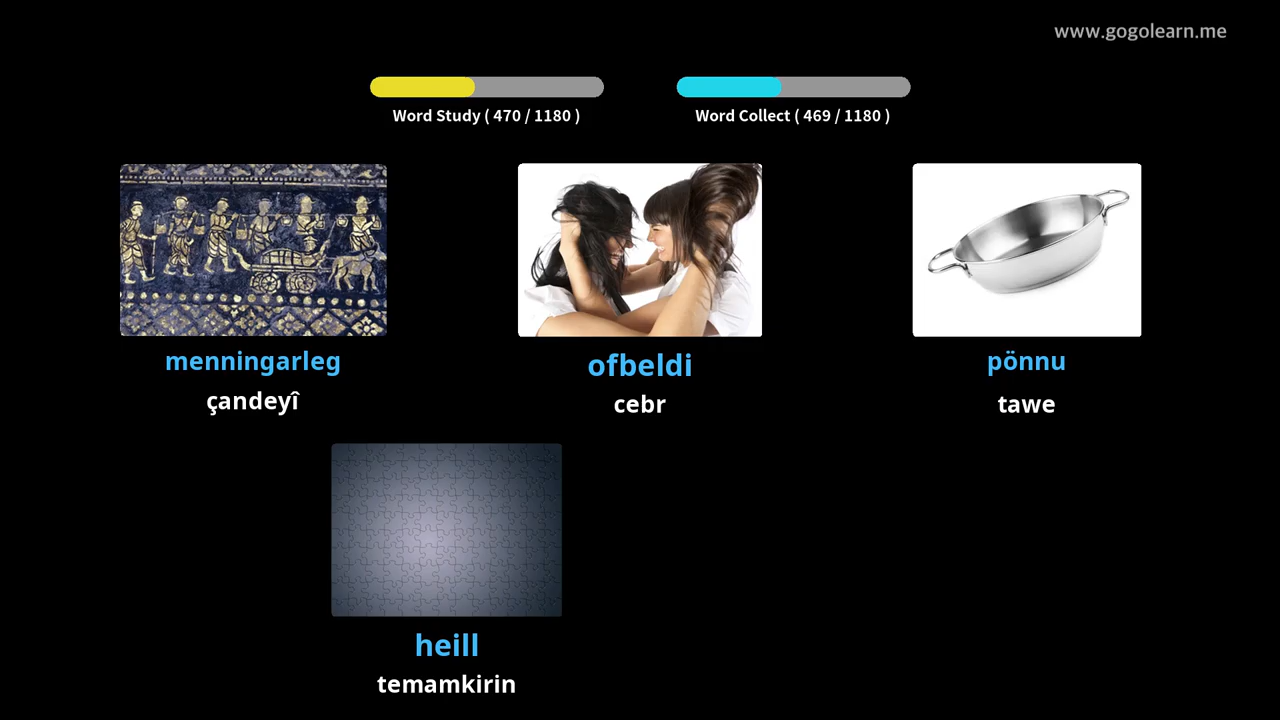 www.gogolearn.me
Word Study ( 470 / 1180 )
Word Collect ( 469 / 1180 )
menningarleg
çandeyî
ofbeldi
cebr
pönnu
tawe
heill
temamkirin